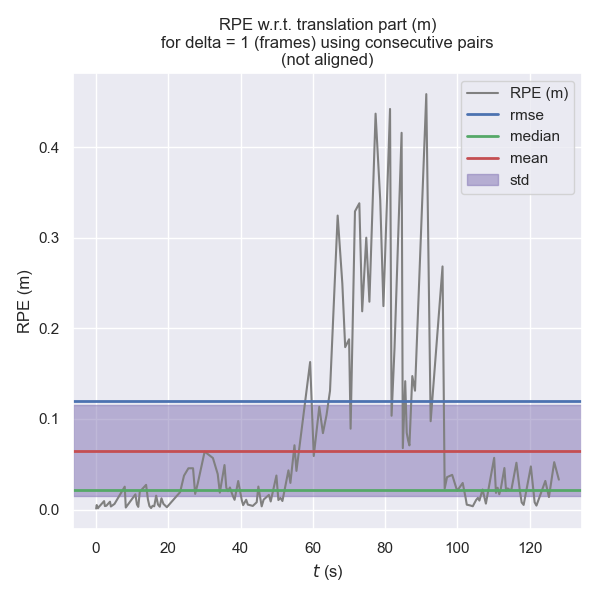 RPE w.r.t. translation part (m)
for delta = 1 (frames) using consecutive pairs
(not aligned)
RPE (m)
rmse
median
mean
std
RPE (m)
0.4
0.3
0.2
0.1
0.0
0 20 40 60 80 100 120
t (s)